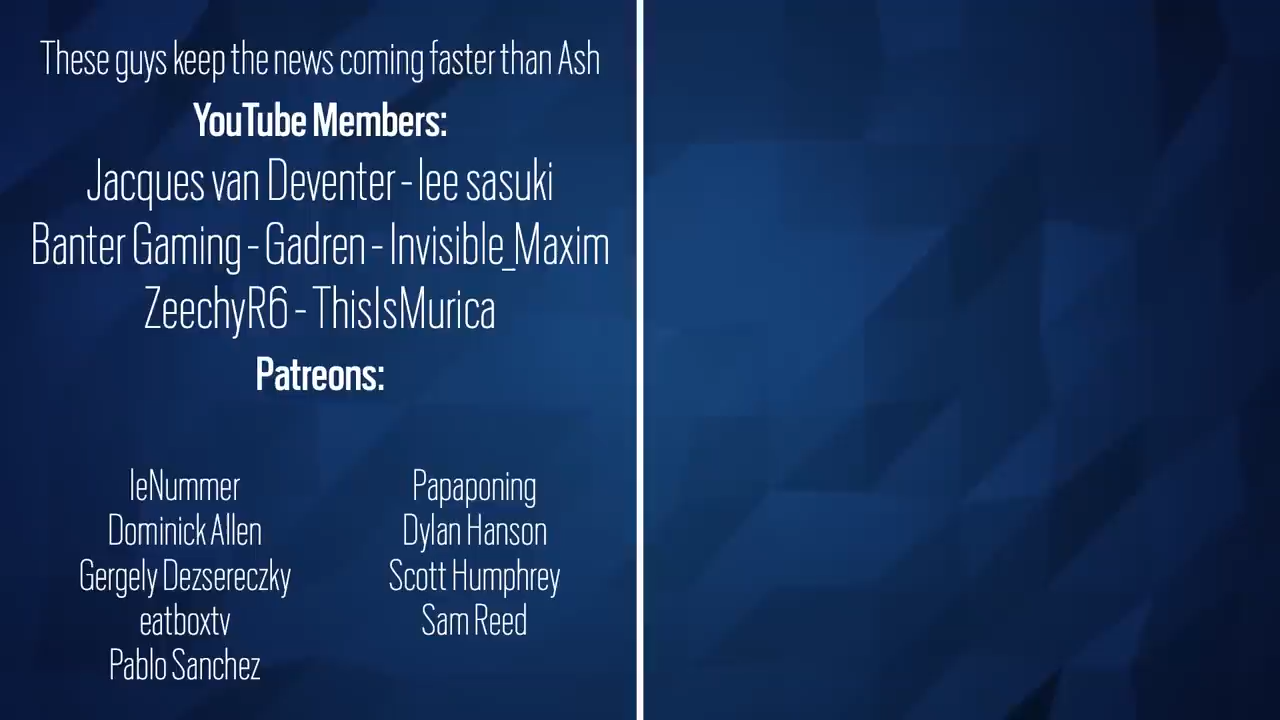 These guys keep the news coming faster than Ash
YouTube Members:
Jacques van Deventer - lee sasuki
Banter Gaming - Gadren - Invisible_Maxim
ZeechyR6 - ThisIsMurica
Patreons:
leNummer
Dominick Allen
Gergely Dezsereczky
eatboxtv
Pablo Sanchez
Papaponing
Dylan Hanson
Scott Humphrey
Sam Reed